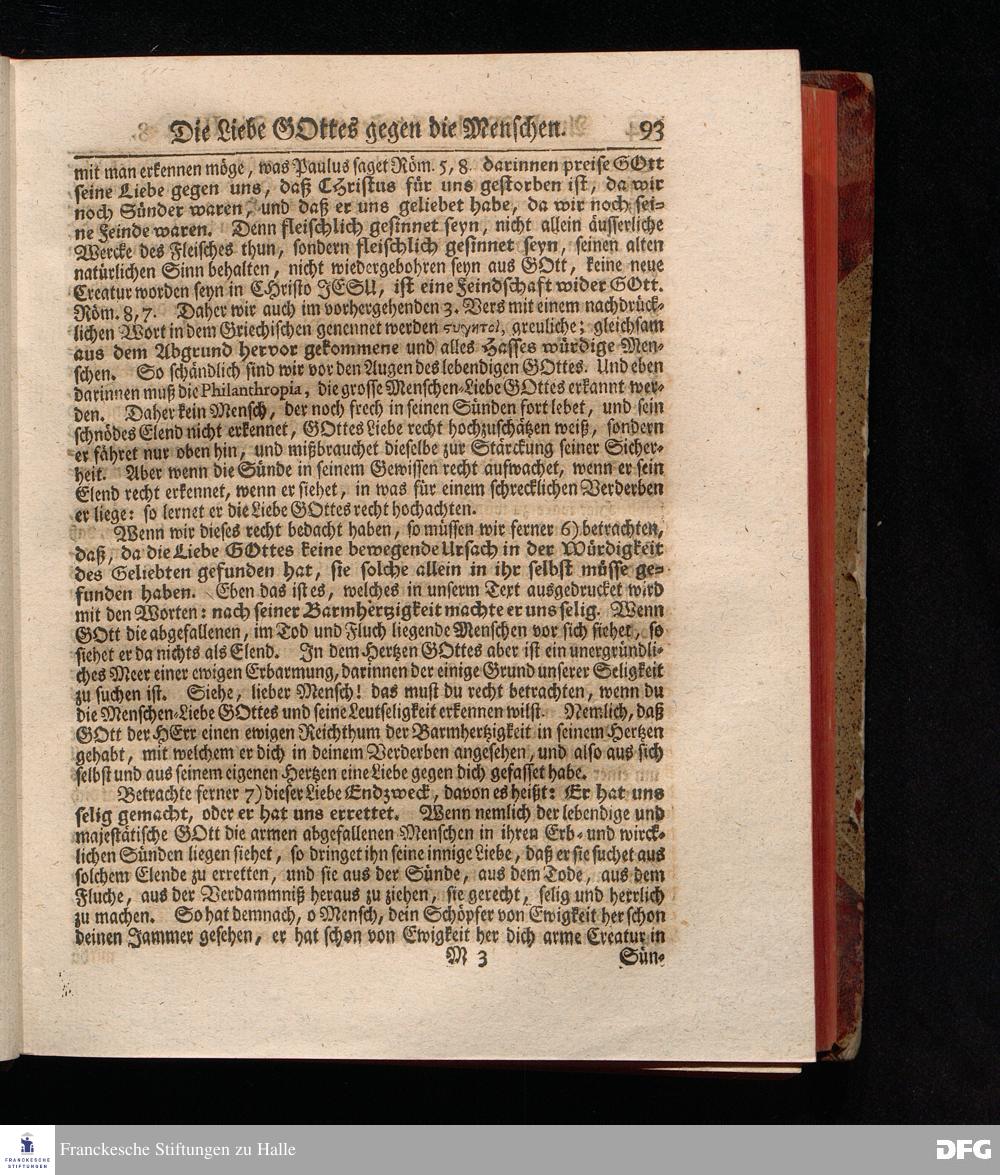 Die Liebe GOttes gegen die Menschen. 93
mit man erkennen möge, was Paulus saget Röm. 5, 8. darinnen preise GOtt
seine Liebe gegen uns, daß CHristus für uns gestorben ist, da wir
noch Sünder waren, und daß er uns geliebet habe, da wir noch sei-
ne Feinde waren. Denn fleischlich gesinnet seyn, nicht allein äusserliche
Wercke des Fleisches thun, sondern fleischlich gesinnet seyn, seinen alten
natürlichen Sinn behalten, nicht wiedergebohren seyn aus GOtt, keine neue
Creatur worden seyn in CHristo JESU, ist eine Feindschaft wider GOtt.
Röm. 8, 7. Daher wir auch im vorhergehenden 3. Vers mit einem nachdrück-
lichen Wort in dem Griechischen genennet werden ϛυγητοὶ, greuliche; gleichsam
aus dem Abgrund hervor gekommene und alles Hasses würdige Men-
schen. So schändlich sind wir vor den Augen des lebendigen GOttes. Und eben
darinnen muß die Philanthropia, die grosse Menschen-Liebe GOttes erkannt wer-
den. Daher kein Mensch, der noch frech in seinen Sünden fort lebet, und sein
schnödes Elend nicht erkennet, GOttes Liebe recht hochzuschätzen weiß, sondern
er fähret nur oben hin, und mißbrauchet dieselbe zur Stärckung seiner Sicher-
heit. Aber wenn die Sünde in seinem Gewissen recht aufwachet, wenn er sein
Elend recht erkennet, wenn er siehet, in was für einem schrecklichen Verderben
er liege: so lernet er die Liebe GOttes recht hochachten.
Wenn wir dieses recht bedacht haben, so müssen wir ferner 6) betrachten,
daß, da die Liebe GOttes keine bewegende Ursach in der Würdigkeit
des Geliebten gefunden hat, sie solche allein in ihr selbst müsse ge-
funden haben. Eben das ist es, welches in unserm Text ausgedrucket wird
mit den Worten: nach seiner Barmhertzigkeit machte er uns selig. Wenn
GOtt die abgefallenen, im Tod und Fluch liegende Menschen vor sich siehet, so
siehet er da nichts als Elend. In dem Hertzen GOttes aber ist ein unergründli-
ches Meer einer ewigen Erbarmung, darinnen der einige Grund unserer Seligkeit
zu suchen ist. Siehe, lieber Mensch! das must du recht betrachten, wenn du
die Menschen-Liebe GOttes und seine Leutseligkeit erkennen wilst. Nemlich, daß
GOtt der HErr einen ewigen Reichthum der Barmhertzigkeit in seinem Hertzen
gehabt, mit welchem er dich in deinem Verderben angesehen, und also aus sich
selbst und aus seinem eigenen Hertzen eine Liebe gegen dich gefasset habe.
Betrachte ferner 7) dieser Liebe Endzweck, davon es heißt: Er hat uns
selig gemacht, oder er hat uns errettet. Wenn nemlich der lebendige und
majestätische GOtt die armen abgefallenen Menschen in ihren Erb- und wirck-
lichen Sünden liegen siehet, so dringet ihn seine innige Liebe, daß er sie suchet aus
solchem Elende zu erretten, und sie aus der Sünde, aus dem Tode, aus dem
Fluche, aus der Verdammniß heraus zu ziehen, sie gerecht, selig und herrlich
zu machen. So hat demnach, o Mensch, dein Schöpfer von Ewigkeit her schon
deinen Jammer gesehen, er hat schon von Ewigkeit her dich arme Creatur in
M 3 Sün-
FRANCKESCHE STIFTUNGEN
Franckesche Stiftungen zu Halle
DFG